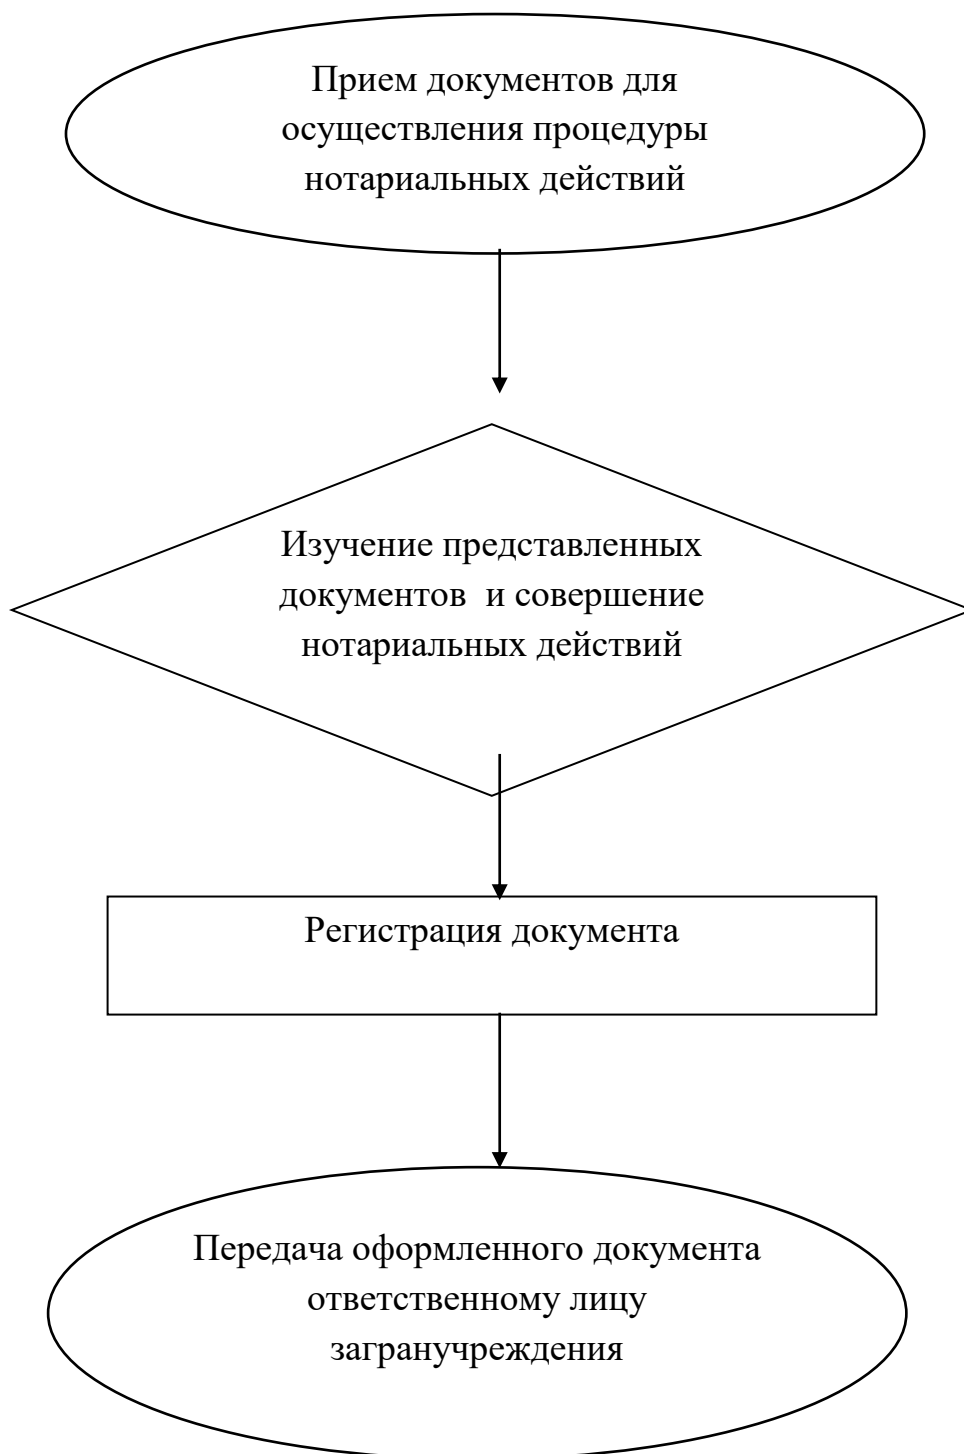 Прием документов для
осуществления процедуры
нотариальных действий
Изучение представленных
документов  и совершение
нотариальных действий
Регистрация документа
Передача оформленного документа
ответственному лицу
загранучреждения